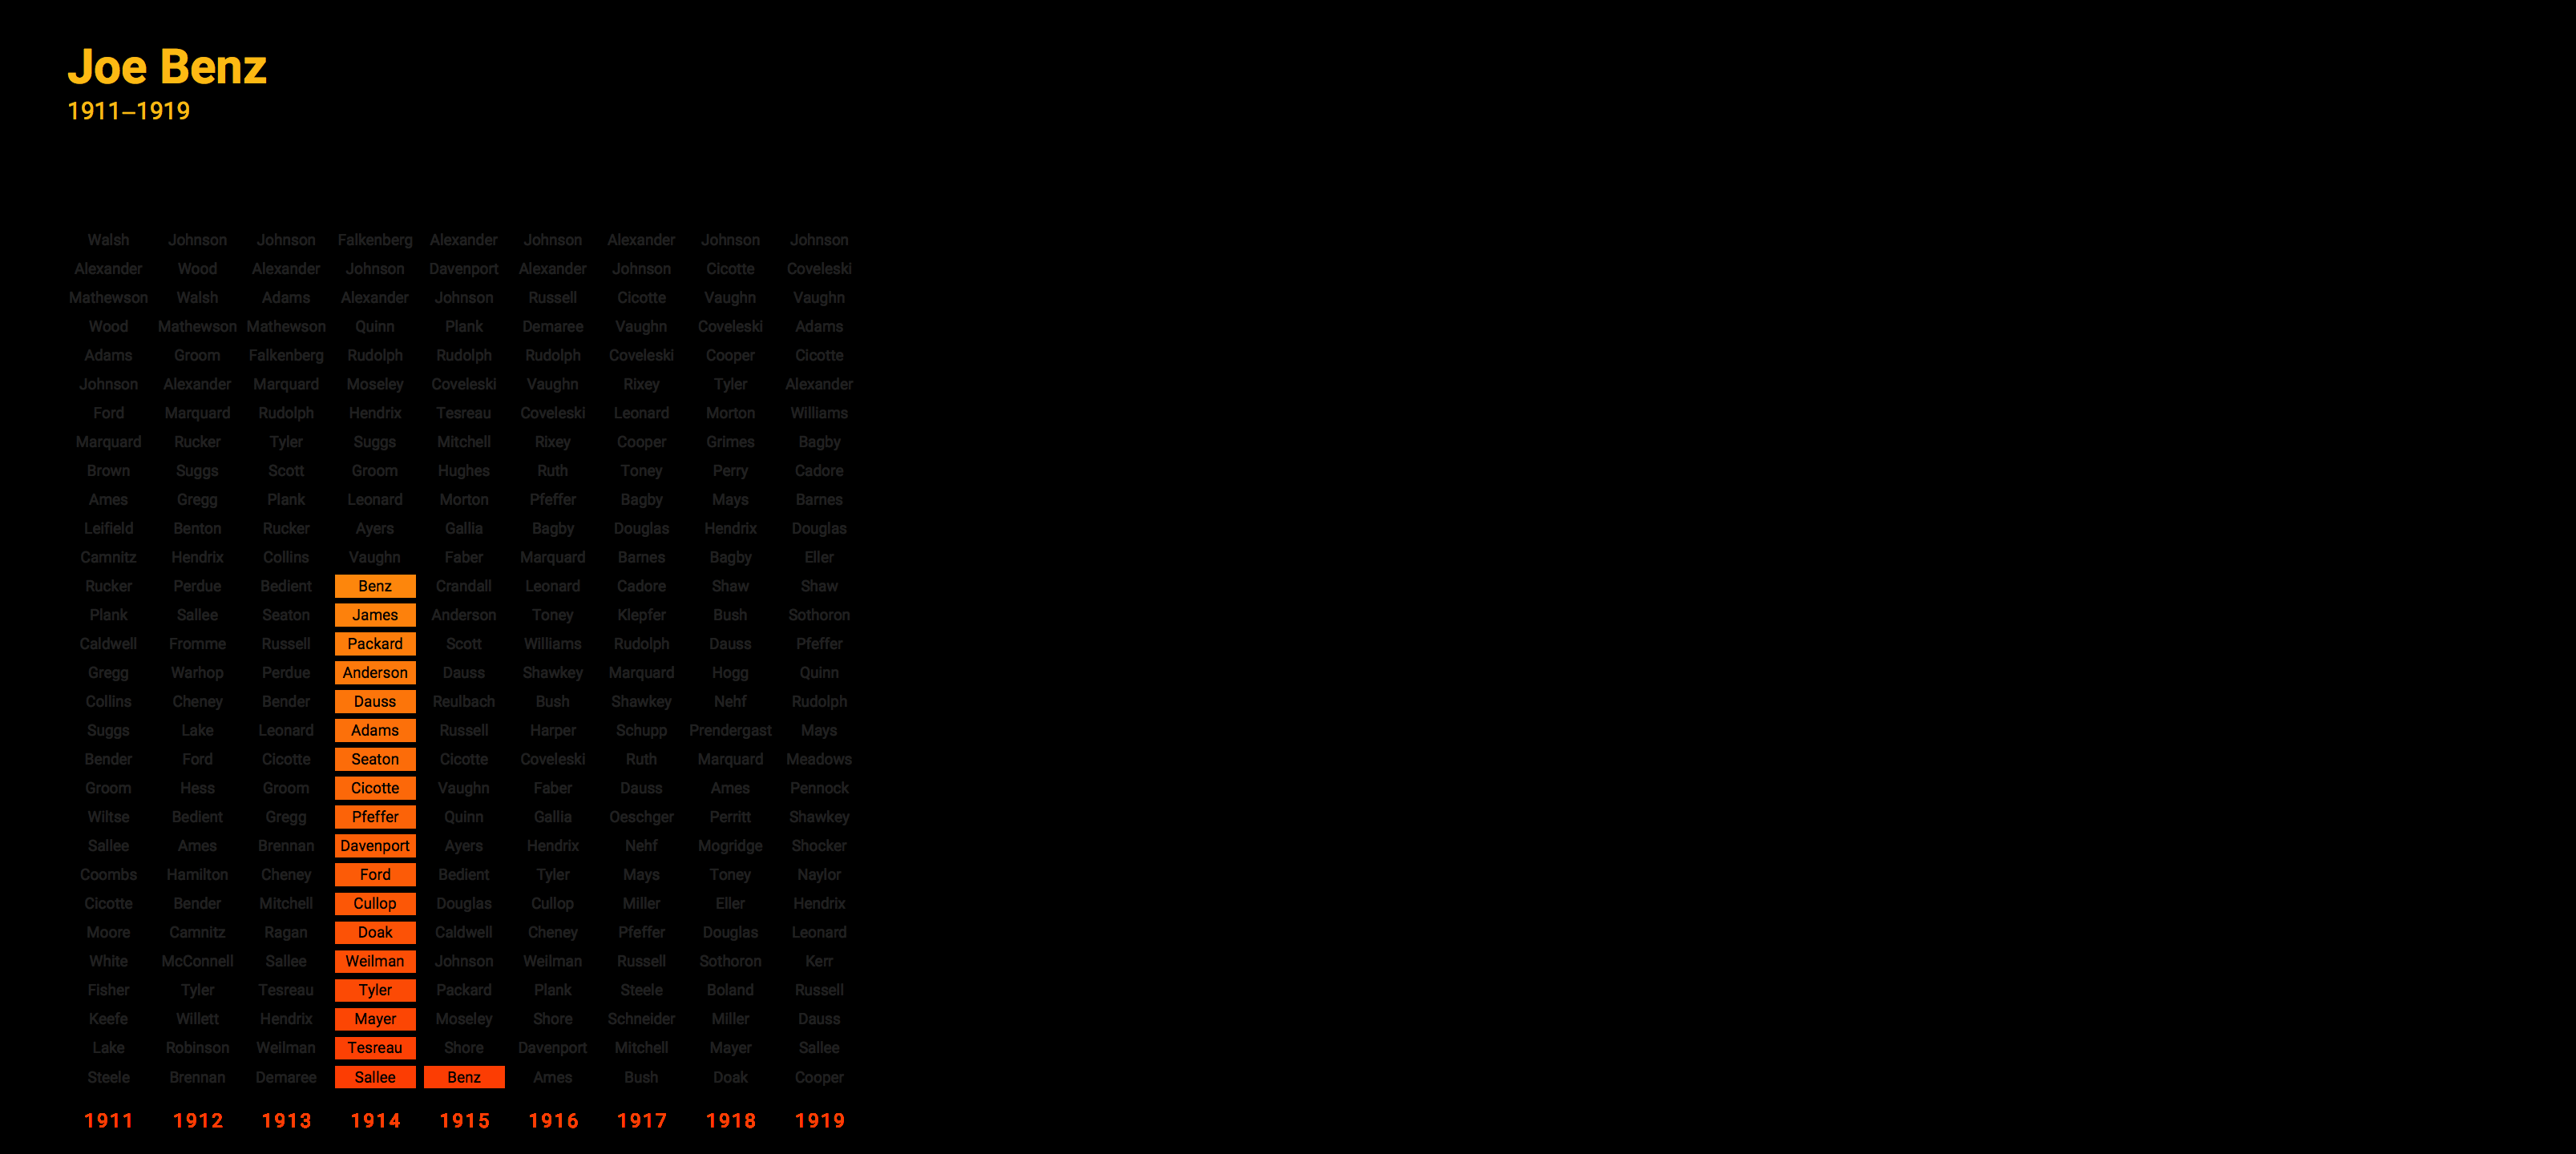 Joe Benz
1911–1919
Walsh Johnson Johnson Falkenberg Alexander Johnson Alexander Johnson Johnson
Alexander Wood Alexander Johnson Davenport Alexander Johnson Cicotte Coveleski
Mathewson Walsh Adams Alexander Johnson Russell Cicotte Vaughn Vaughn
Wood Mathewson Mathewson Quinn Plank Demaree Vaughn Coveleski Adams
Adams Groom Falkenberg Rudolph Rudolph Rudolph Coveleski Cooper Cicotte
Johnson Alexander Marquard Moseley Coveleski Vaughn Rixey Tyler Alexander
Ford Marquard Rudolph Hendrix Tesreau Coveleski Leonard Morton Williams
Marquard Rucker Tyler Suggs Mitchell Rixey Cooper Grimes Bagby
Brown Suggs Scott Groom Hughes Ruth Toney Perry Cadore
Ames Gregg Plank Leonard Morton Pfeffer Bagby Mays Barnes
Leifield Benton Rucker Ayers Gallia Bagby Douglas Hendrix Douglas
Camnitz Hendrix Collins Vaughn Faber Marquard Barnes Bagby Eller
Rucker Perdue Bedient Benz Crandall Leonard Cadore Shaw Shaw
Plank Sallee Seaton James Anderson Toney Klepfer Bush Sothoron
Caldwell Fromme Russell Packard Scott Williams Rudolph Dauss Pfeffer
Gregg Warhop Perdue Anderson Dauss Shawkey Marquard Hogg Quinn
Collins Cheney Bender Dauss Reulbach Bush Shawkey Nehf Rudolph
Suggs Lake Leonard Adams Russell Harper Schupp Prendergast Mays
Bender Ford Cicotte Seaton Cicotte Coveleski Ruth Marquard Meadows
Groom Hess Groom Cicotte Vaughn Faber Dauss Ames Pennock
Wiltse Bedient Gregg Pfeffer Quinn Gallia Oeschger Perritt Shawkey
Sallee Ames Brennan Davenport Ayers Hendrix Nehf Mogridge Shocker
Coombs Hamilton Cheney Ford Bedient Tyler Mays Toney Naylor
Cicotte Bender Mitchell Cullop Douglas Cullop Miller Eller Hendrix
Moore Camnitz Ragan Doak Caldwell Cheney Pfeffer Douglas Leonard
White McConnell Sallee Weilman Johnson Weilman Russell Sothoron Kerr
Fisher Tyler Tesreau Tyler Packard Plank Steele Boland Russell
Keefe Willett Hendrix Mayer Moseley Shore Schneider Miller Dauss
Lake Robinson Weilman Tesreau Shore Davenport Mitchell Mayer Sallee
Steele Brennan Demaree Sallee Benz Ames Bush Doak Cooper
1911 1912 1913 1914 1915 1916 1917 1918 1919